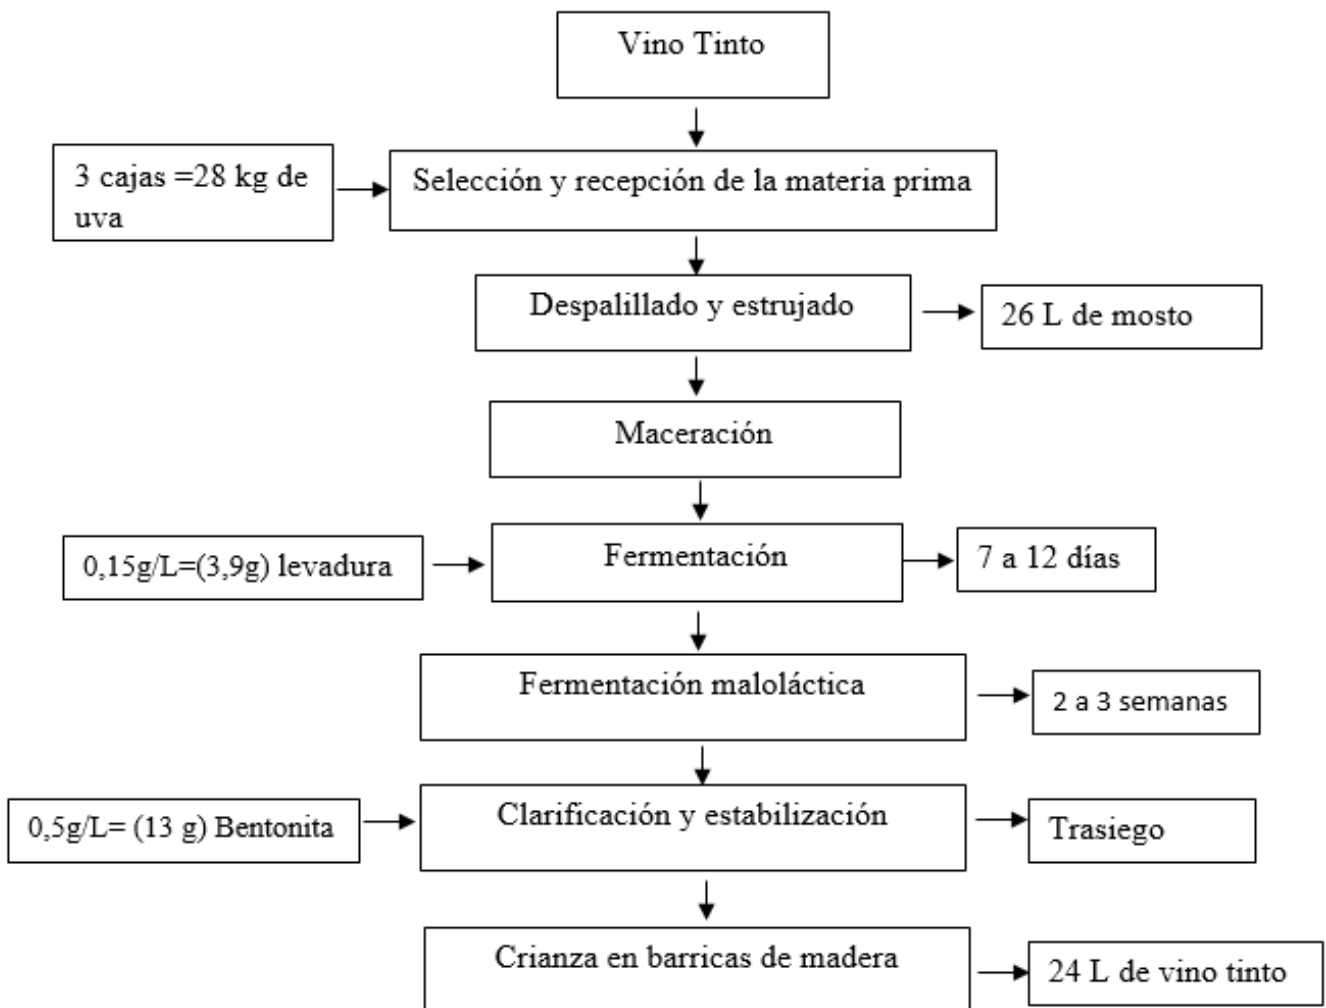 Vino Tinto
3 cajas =28 kg de
uva
Selección y recepción de la materia prima
Despalillado y estrujado
26 L de mosto
Maceración
0,15g/L=(3,9g) levadura
Fermentación
7 a 12 días
Fermentación maloláctica
2 a 3 semanas
0,5g/L= (13 g) Bentonita
Clarificación y estabilización
Trasiego
Crianza en barricas de madera
24 L de vino tinto